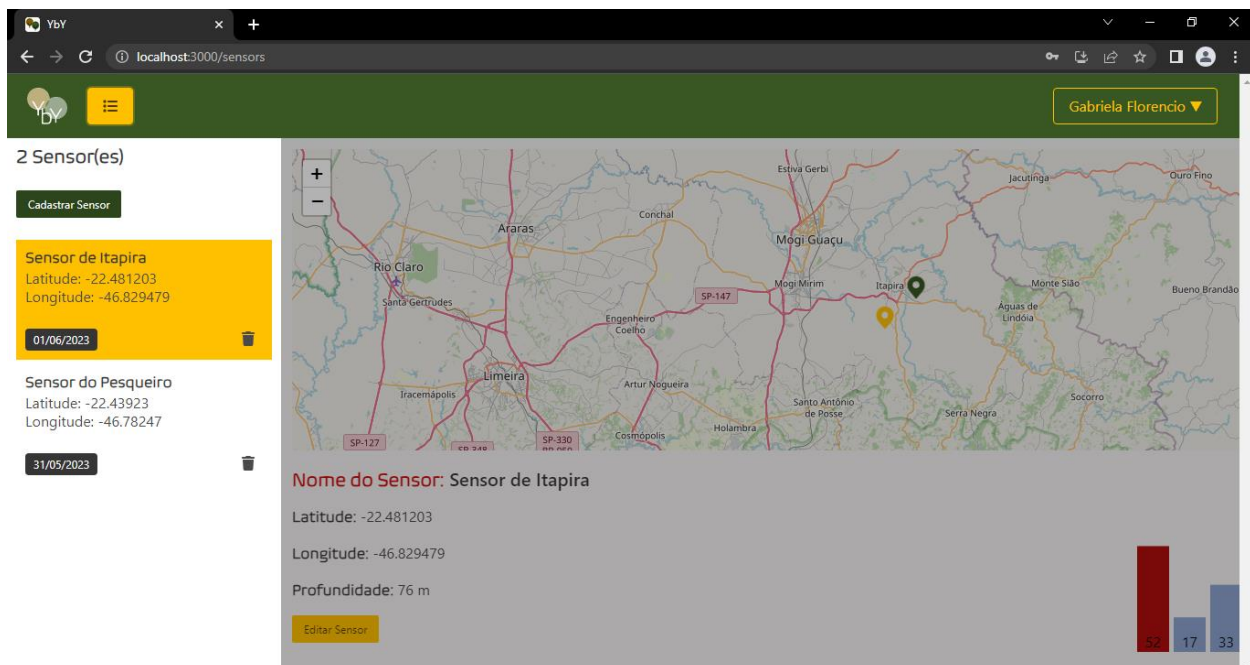 YbY
localhost:3000/sensors
YbY
Gabriela Florencio ▼
2 Sensor(es)
Cadastrar Sensor
Sensor de Itapira
Latitude: -22.481203
Longitude: -46.829479
01/06/2023
Sensor do Pesqueiro
Latitude: -22.43923
Longitude: -46.78247
31/05/2023
+
−
Estiva Gerbi
Jacutinga
Ouro Fino
Conchal
Araras
Mogi Guaçu
Rio Claro
Mogi Mirim
Itapira
Monte Sião
Bueno Brandão
Santa Gertrudes
SP-147
Águas de
Lindóia
Engenheiro
Coelho
Limeira
Artur Nogueira
Iracemápolis
Santo Antônio
de Posse
Serra Negra
Socorro
Holambra
Cosmópolis
SP-127
SP-348
SP-330
Nome do Sensor: Sensor de Itapira
Latitude: -22.481203
Longitude: -46.829479
Profundidade: 76 m
Editar Sensor
52 17 33